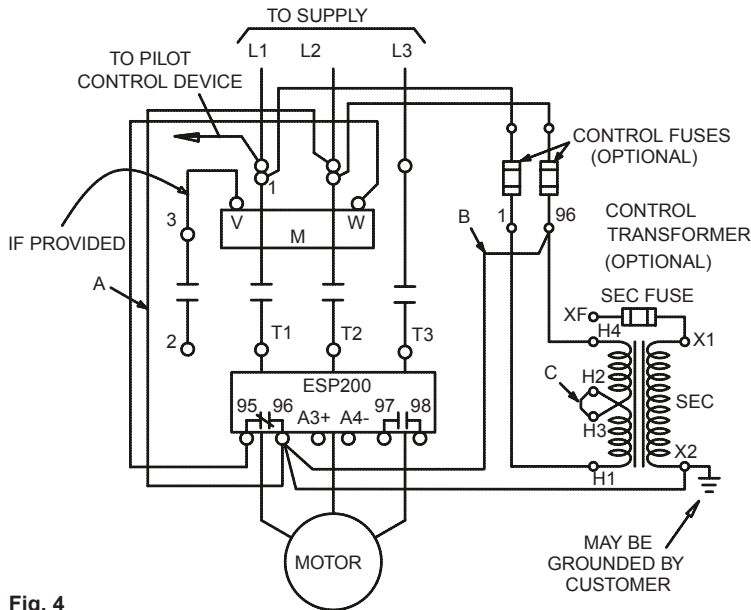 TO SUPPLY
L1 L2 L3
TO PILOT
CONTROL DEVICE
CONTROL FUSES
(OPTIONAL)
1
V M W
3
IF PROVIDED
A
2
B
1 96
CONTROL
TRANSFORMER
(OPTIONAL)
SEC FUSE
XF
H4 X1
C H2
H3
SEC
H1 X2
T1 T2 T3
ESP200
95 96 A3+ A4- 97 98
MOTOR
MAY BE
GROUNDED BY
CUSTOMER
Fig. 4